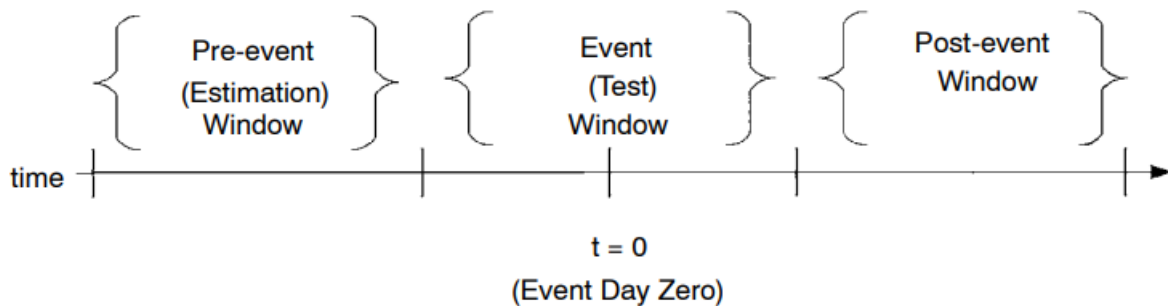 Pre-event
(Estimation)
Window
Event
(Test)
Window
Post-event
Window
time
t = 0
(Event Day Zero)